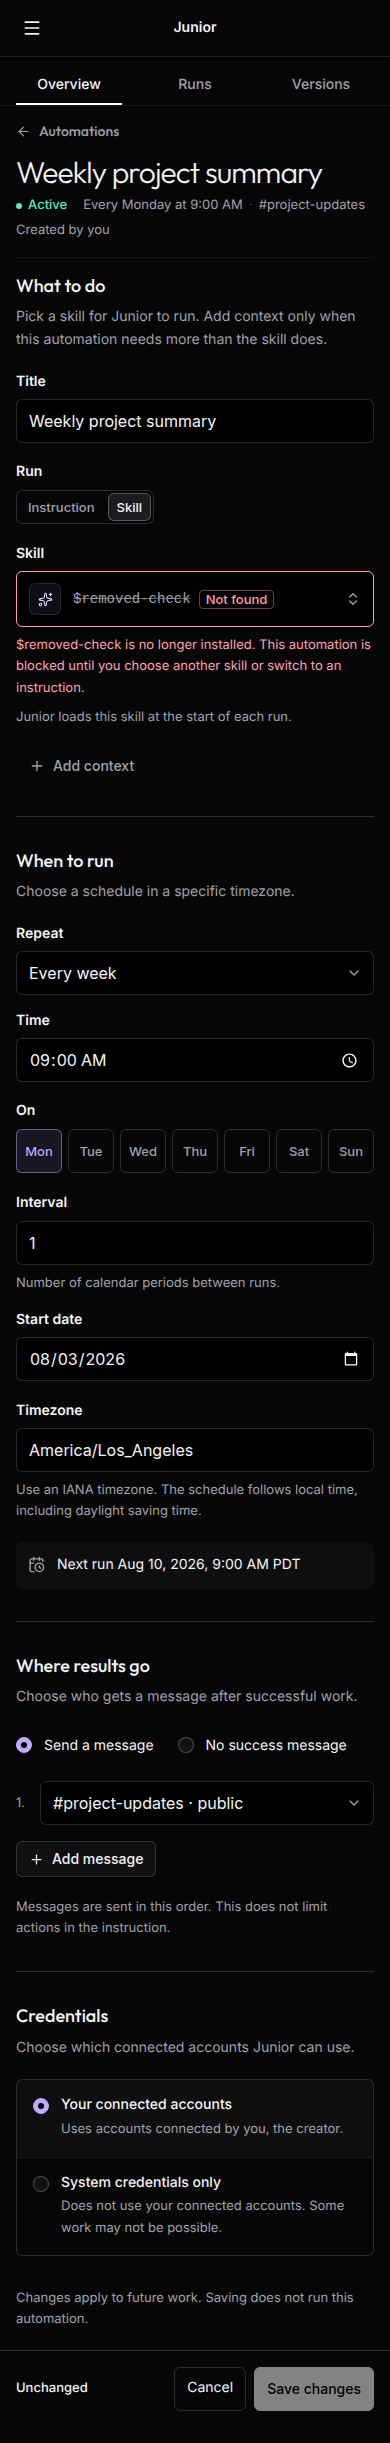 Junior
Overview
Runs
Versions
Automations
Weekly project summary
Active Every Monday at 9:00 AM · #project-updates
Created by you
What to do
Pick a skill for Junior to run. Add context only when
this automation needs more than the skill does.
Title
Weekly project summary
Run
Instruction
Skill
Skill
$removed-check
Not found
$removed-check is no longer installed. This automation is
blocked until you choose another skill or switch to an
instruction.
Junior loads this skill at the start of each run.
Add context
When to run
Choose a schedule in a specific timezone.
Repeat
Every week
Time
09:00 AM
On
Mon
Tue
Wed
Thu
Fri
Sat
Sun
Interval
1
Number of calendar periods between runs.
Start date
08/03/2026
Timezone
America/Los_Angeles
Use an IANA timezone. The schedule follows local time,
including daylight saving time.
Next run Aug 10, 2026, 9:00 AM PDT
Where results go
Choose who gets a message after successful work.
Send a message
No success message
1.
#project-updates · public
Add message
Messages are sent in this order. This does not limit
actions in the instruction.
Credentials
Choose which connected accounts Junior can use.
Your connected accounts
Uses accounts connected by you, the creator.
System credentials only
Does not use your connected accounts. Some
work may not be possible.
Changes apply to future work. Saving does not run this
automation.
Unchanged
Cancel
Save changes